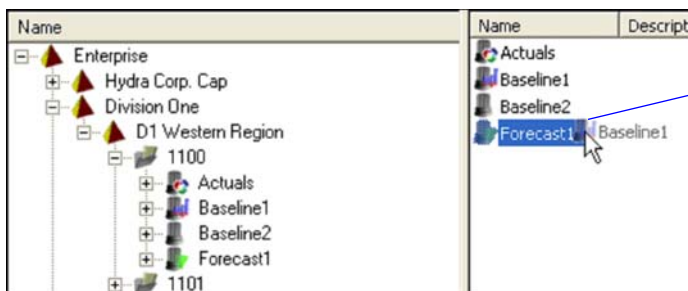 Name
Enterprise
Hydra Corp. Cap
Division One
D1 Western Region
1100
Actuals
Baseline1
Baseline2
Forecast1
1101
Name Descript
Actuals
Baseline1
Baseline2
Forecast1 Baseline1